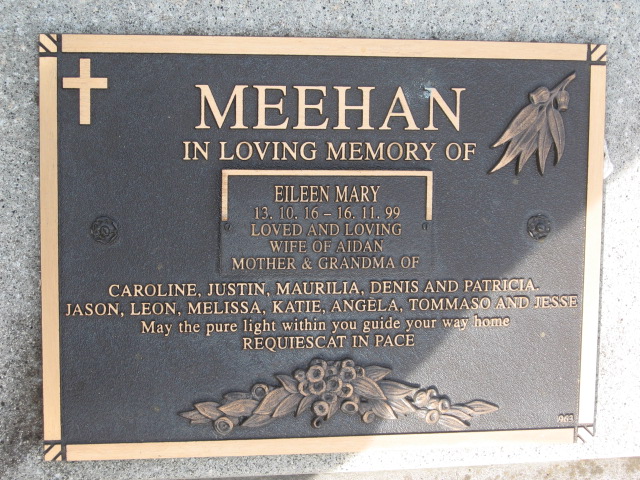 MEEHAN
IN LOVING MEMORY OF
EILEEN MARY
13. 10. 16 – 16. 11. 99
LOVED AND LOVING
WIFE OF AIDAN
MOTHER & GRANDMA OF
CAROLINE, JUSTIN, MAURILIA, DENIS AND PATRICIA.
JASON, LEON, MELISSA, KATIE, ANGELA, TOMMASO AND JESSE
May the pure light within you guide your way home
REQUIESCAT IN PACE